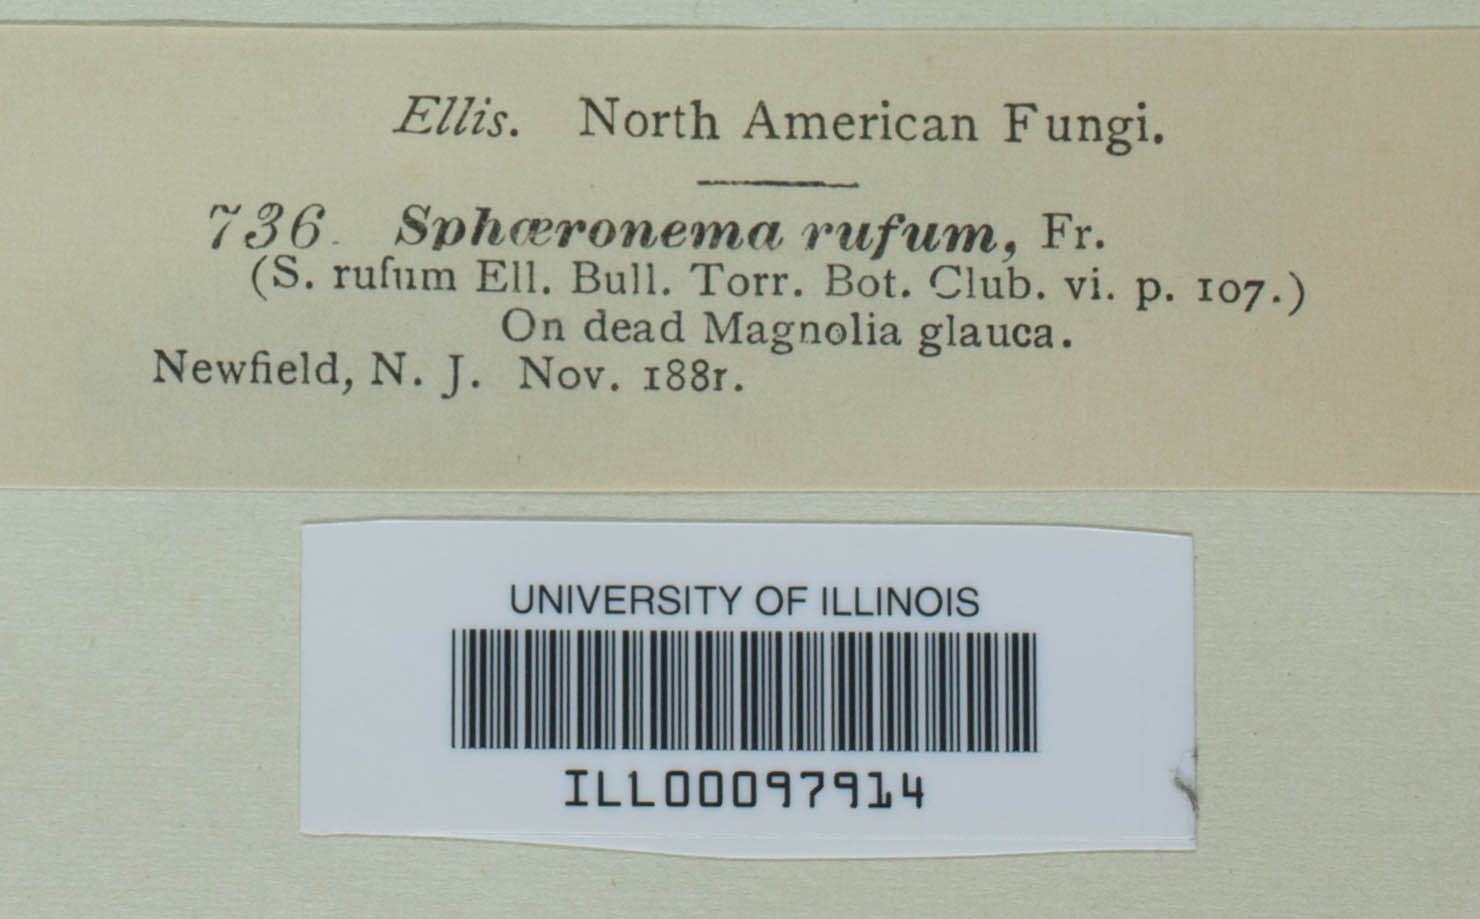 Ellis. North American Fungi.
736. Sphæronema rufum, Fr.
(S. rufum Ell. Bull. Torr. Bot. Club. vi. p. 107.)
On dead Magnolia glauca.
Newfield, N. J. Nov. 1881.
UNIVERSITY OF ILLINOIS
ILL00097914